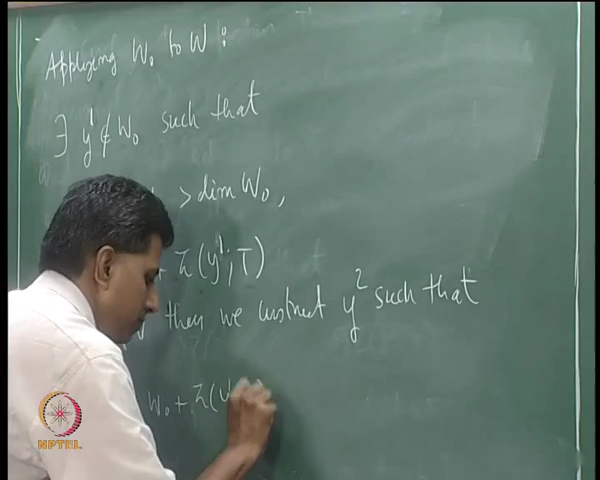 Applying W₀ to W :
∃ y¹ ∉ W₀ such that
> dim W₀ ,
+ Z(y¹; T)
then we construct y² such that
W₀ + Z(y
NPTEL